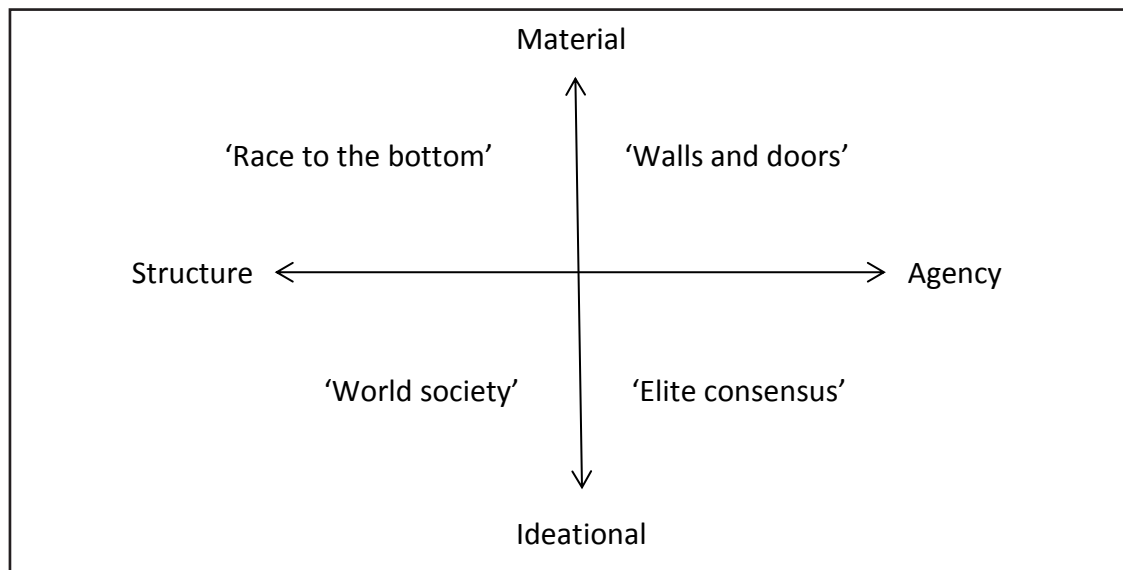 Material
‘Race to the bottom’ ‘Walls and doors’
Structure Agency
‘World society’ ‘Elite consensus’
Ideational